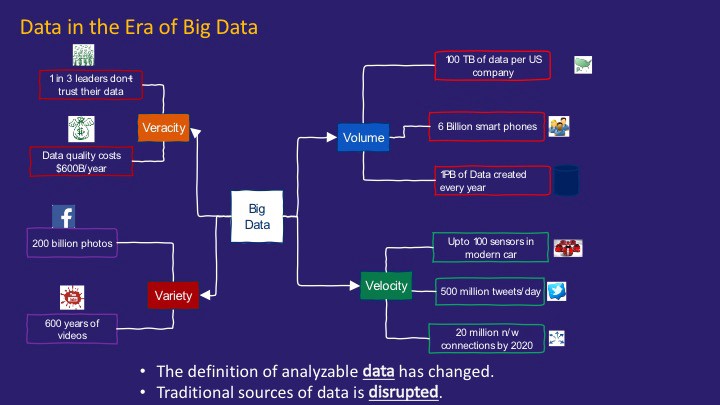 Data in the Era of Big Data
1 in 3 leaders don't
trust their data
Veracity
Data quality costs
$600B/year
200 billion photos
Variety
600 years of
videos
Big
Data
Volume
100 TB of data per US
company
6 Billion smart phones
1PB of Data created
every year
Velocity
Upto 100 sensors in
modern car
500 million tweets/day
20 million n/w
connections by 2020
• The definition of analyzable data has changed.
• Traditional sources of data is disrupted.